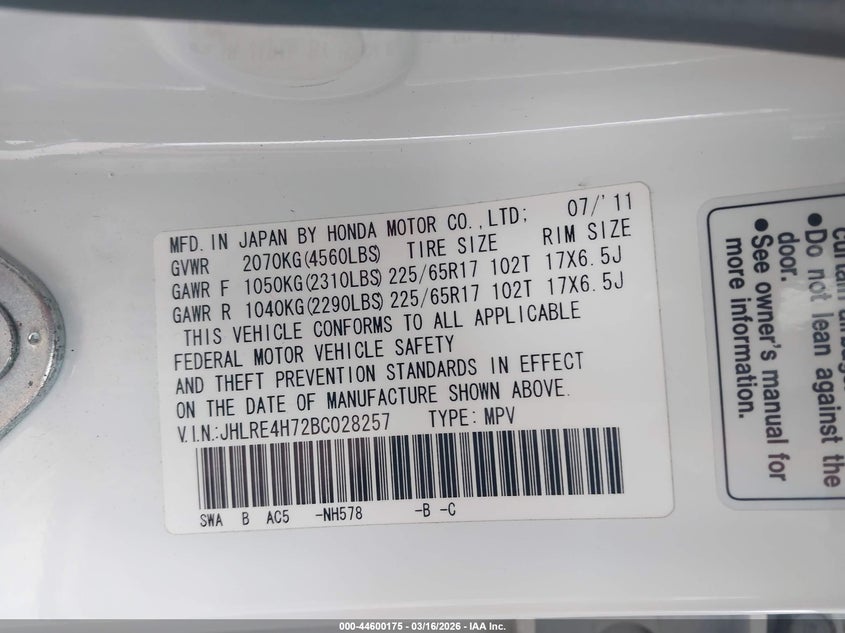 MFD. IN JAPAN BY HONDA MOTOR CO.,LTD; 07/'11
GVWR 2070KG(4560LBS) TIRE SIZE RIM SIZE
GAWR F 1050KG(2310LBS) 225/65R17 102T 17X6.5J
GAWR R 1040KG(2290LBS) 225/65R17 102T 17X6.5J
THIS VEHICLE CONFORMS TO ALL APPLICABLE
FEDERAL MOTOR VEHICLE SAFETY
AND THEFT PREVENTION STANDARDS IN EFFECT
ON THE DATE OF MANUFACTURE SHOWN ABOVE.
V.I.N.:JHLRE4H72BC028257 TYPE: MPV
SWA B AC5 -NH578 -B -C
●Do not lean against the
door.
●See owner's manual for
more information.
000-44600175 - 03/16/2026 - IAA Inc.